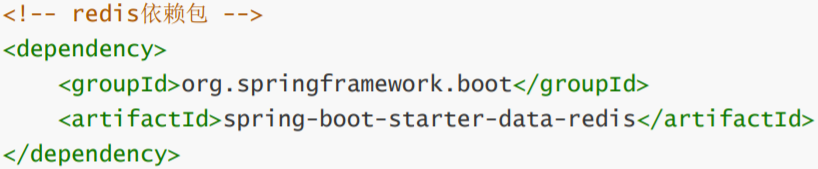 <!-- redis依赖包 -->
<dependency>
    <groupId>org.springframework.boot</groupId>
    <artifactId>spring-boot-starter-data-redis</artifactId>
</dependency>